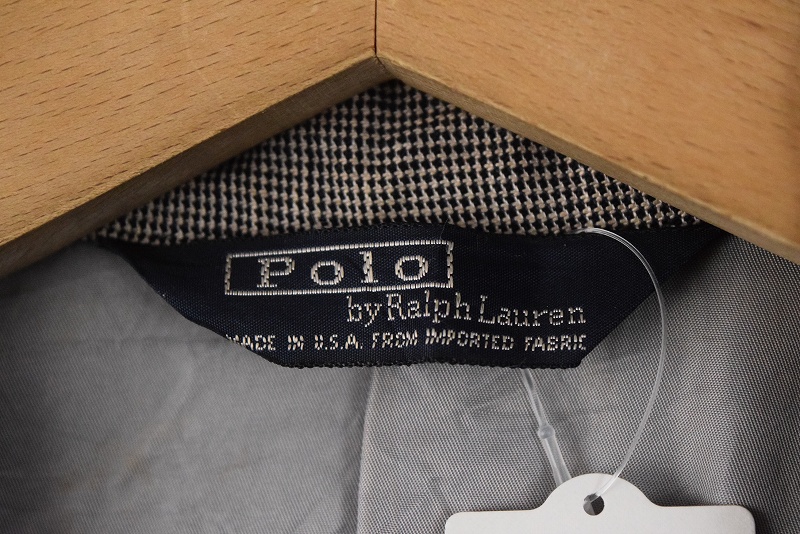 Polo
by Ralph Lauren
MADE IN U.S.A. FROM IMPORTED FABRIC